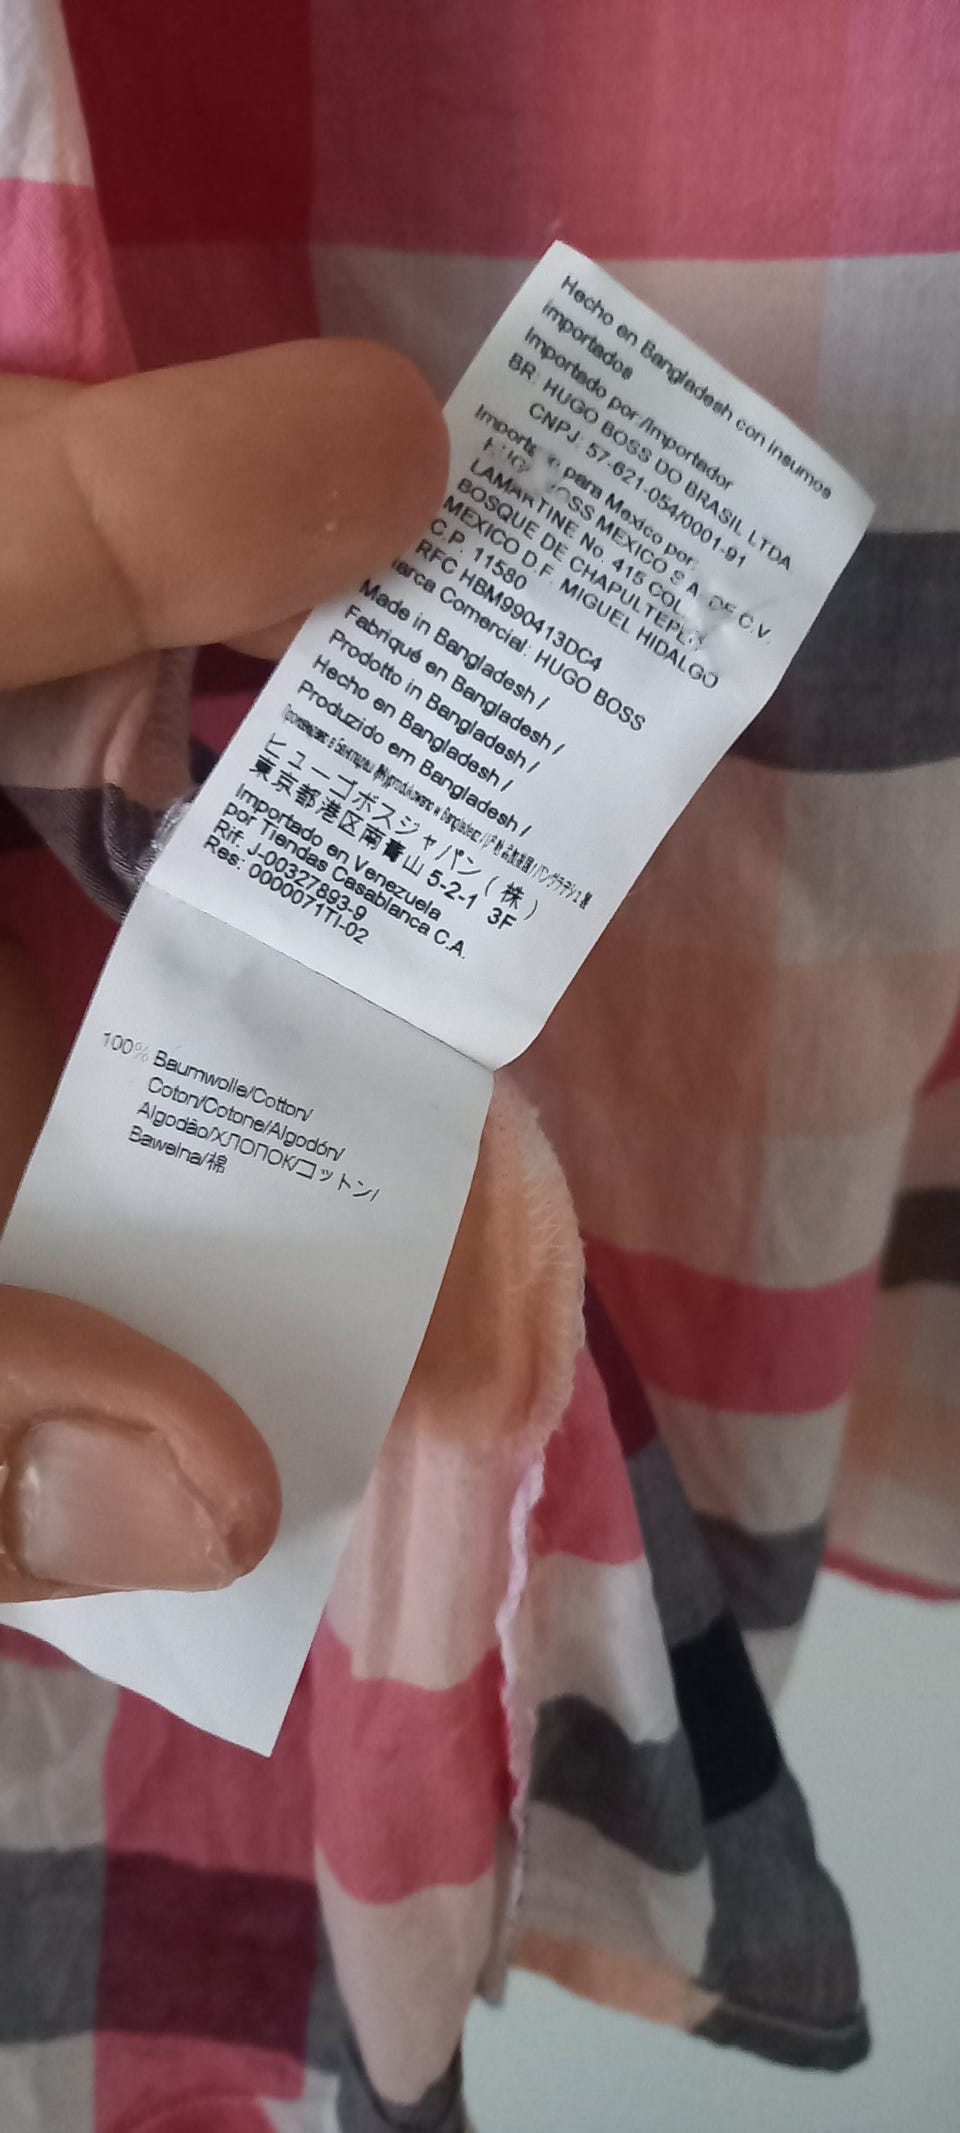 Hecho en Bangladesh con insumos
importados
Importado por:/Importador
BR: HUGO BOSS DO BRASIL LTDA
CNPJ: 57-621-054/0001-91
para Mexico por:
MEXICO S.A. DE C.V.
LAMARTINE No. 415 COL.
BOSQUE DE CHAPULTEPEC
MEXICO D.F. MIGUEL HIDALGO
C.P. 11580
RFC HBM990413DC4
Comercial: HUGO BOSS
Made in Bangladesh /
Fabriqué en Bangladesh /
Prodotto in Bangladesh /
Hecho en Bangladesh /
Produzido em Bangladesh /
ヒューゴボスジャパン(株)
東京都港区南青山 5-2-1 3F
Importado en Venezuela
por Tiendas Casablanca C.A.
Rif: J-00327893-9
Res: 0000071TI-02
100% Baumwolle/Cotton/
Coton/Cotone/Algodón/
Algodão/ХЛОПОК/コットン/
Bawełna/棉